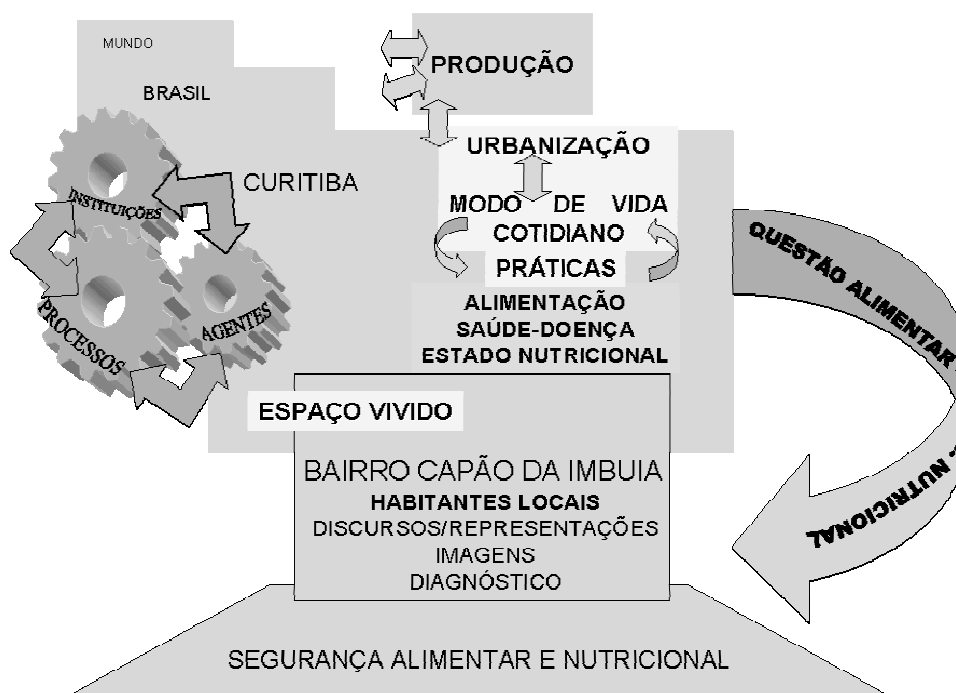 MUNDO
BRASIL
CURITIBA
INSTITUIÇÕES
PROCESSOS
AGENTES
PRODUÇÃO
URBANIZAÇÃO
MODO DE VIDA
COTIDIANO
PRÁTICAS
ALIMENTAÇÃO
SAÚDE-DOENÇA
ESTADO NUTRICIONAL
QUESTÃO ALIMENTAR
NUTRICIONAL
ESPAÇO VIVIDO
BAIRRO CAPÃO DA IMBUIA
HABITANTES LOCAIS
DISCURSOS/REPRESENTAÇÕES
IMAGENS
DIAGNÓSTICO
SEGURANÇA ALIMENTAR E NUTRICIONAL